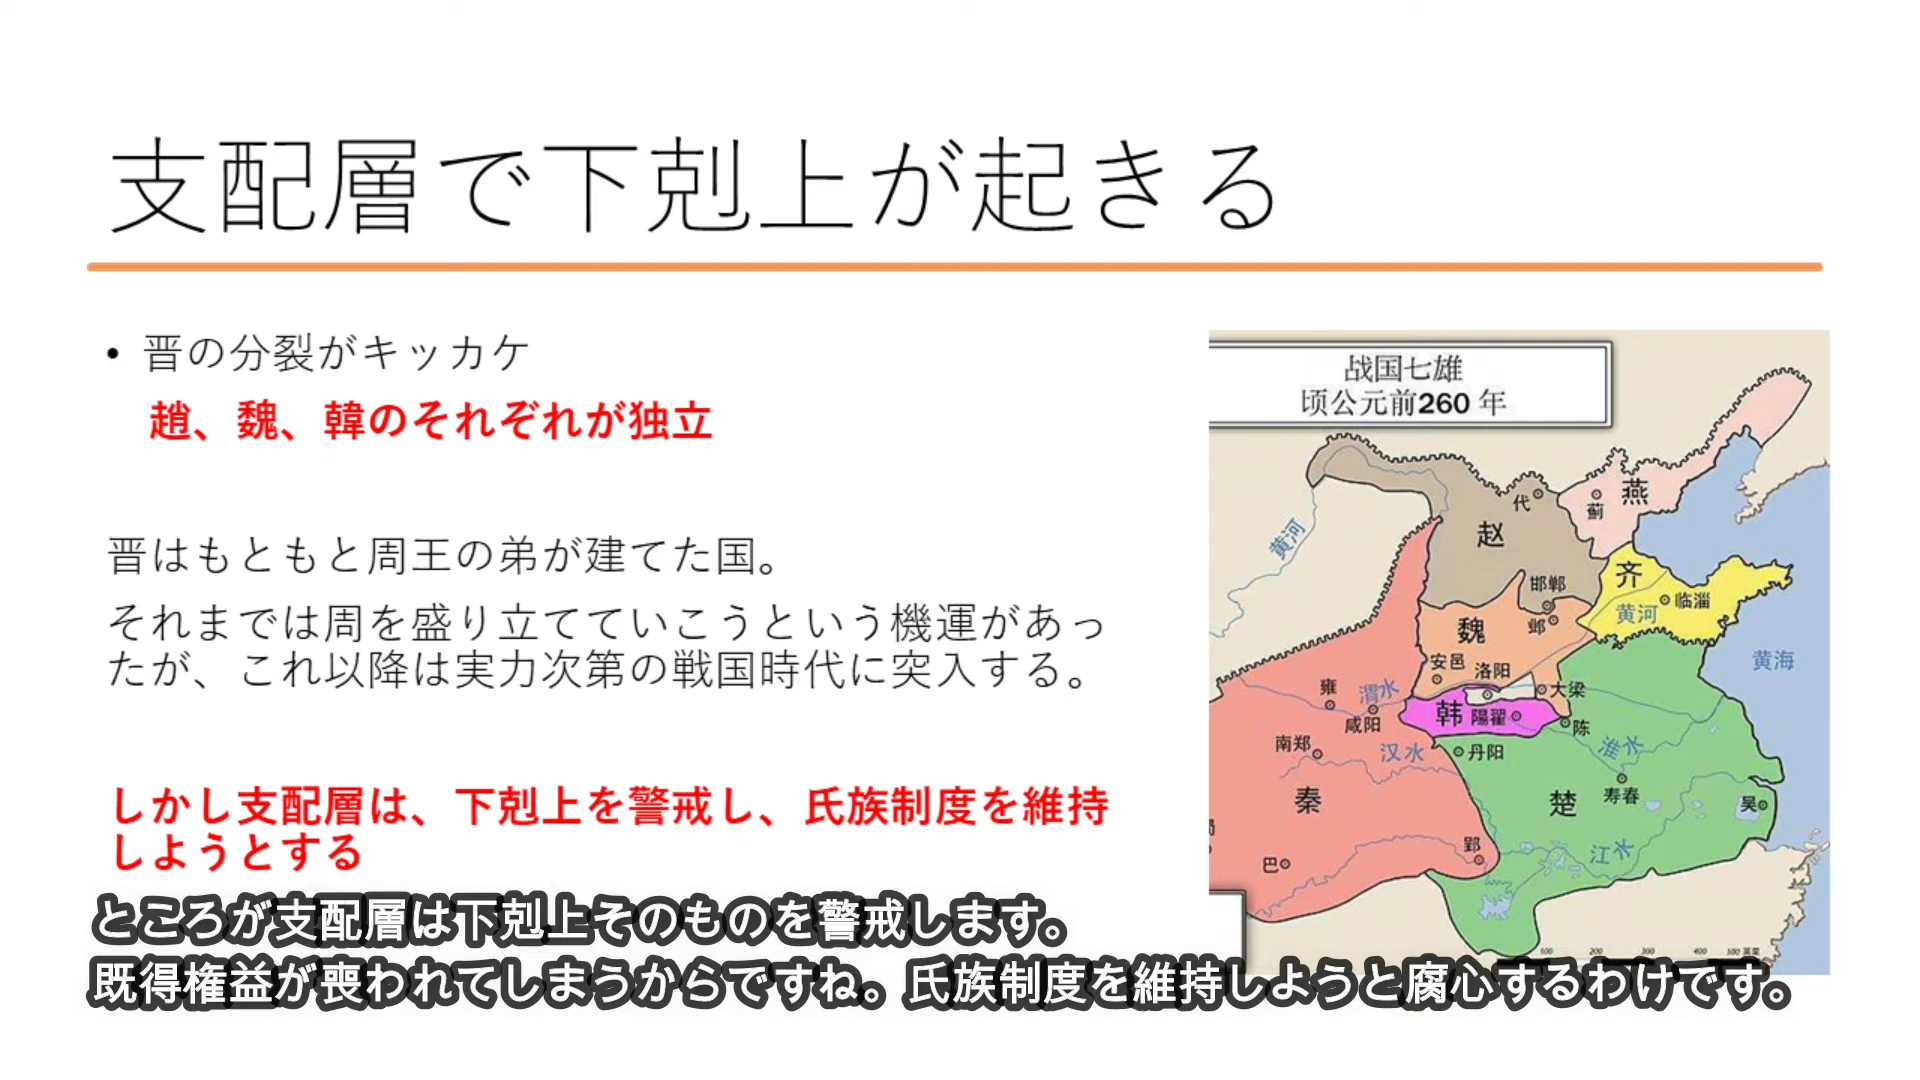 支配層で下剋上が起きる
• 晋の分裂がキッカケ
趙、魏、韓のそれぞれが独立
晋はもともと周王の弟が建てた国。
それまでは周を盛り立てていこうという機運があっ
たが、これ以降は実力次第の戦国時代に突入する。
しかし支配層は、下剋上を警戒し、氏族制度を維持
しようとする
战国七雄
顷公元前260 年
燕
蓟
代
赵
黄河
邯郸
齐
临淄
黄河
魏
邺
安邑
洛阳
大梁
黄海
雍
渭水
咸阳
韩
陽翟
陈
南郑
汉水
丹阳
淮水
秦
楚
寿春
吴
郢
江水
巴
100 200 300 400 500
ところが支配層は下剋上そのものを警戒します。
既得権益が喪われてしまうからですね。氏族制度を維持しようと腐心するわけです。